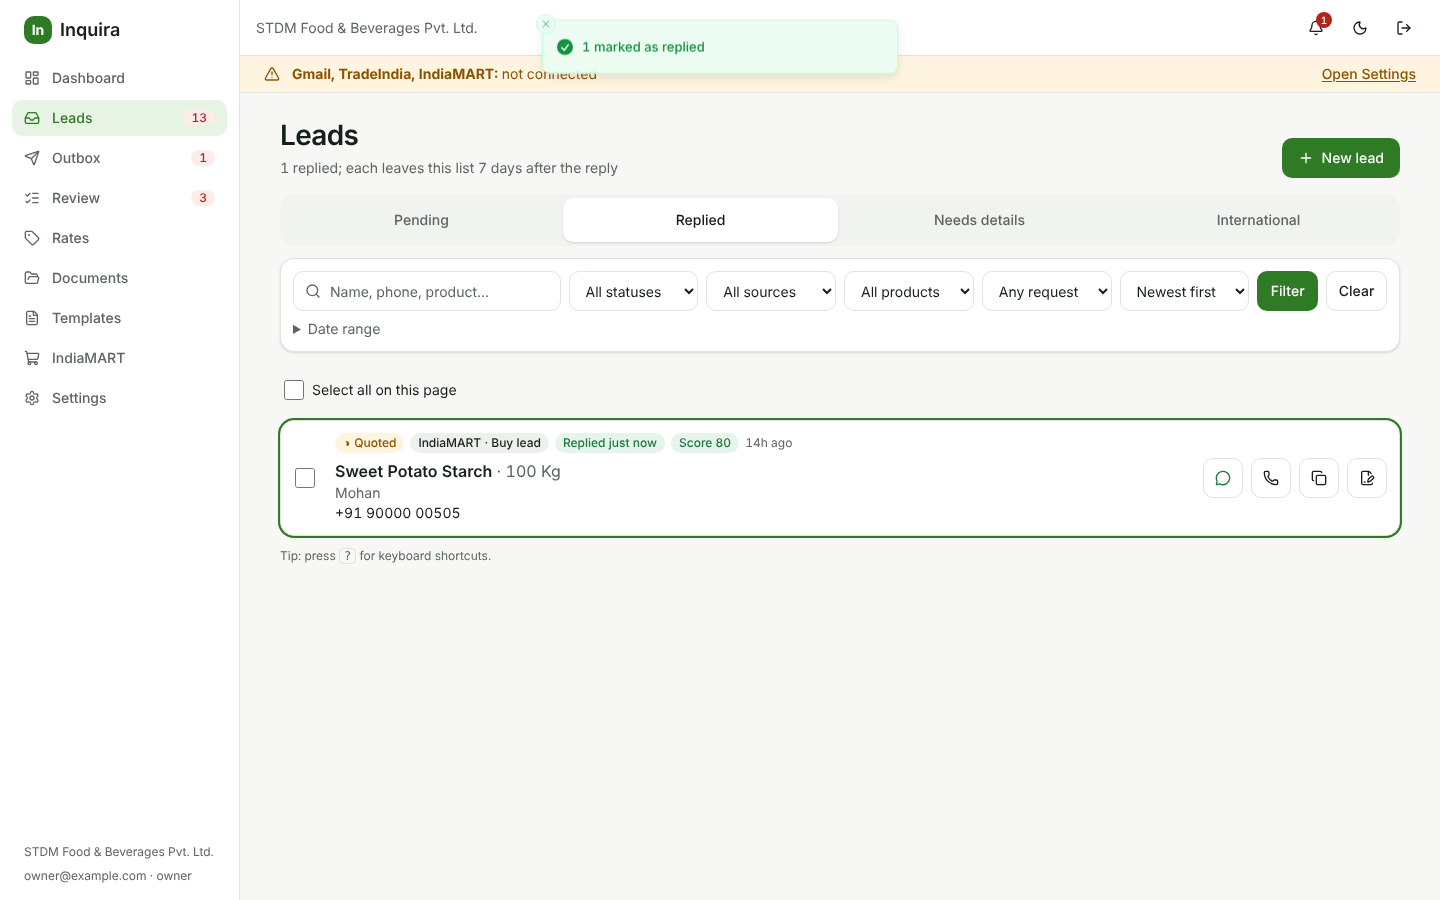 In Inquira
STDM Food & Beverages Pvt. Ltd.
1
1 marked as replied
Gmail, TradeIndia, IndiaMART: not connected
Open Settings
Dashboard
Leads 13
Outbox 1
Review 3
Rates
Documents
Templates
IndiaMART
Settings
STDM Food & Beverages Pvt. Ltd.
owner@example.com · owner
Leads
1 replied; each leaves this list 7 days after the reply
+ New lead
Pending Replied Needs details International
Name, phone, product... All statuses All sources All products Any request Newest first Filter Clear
Date range
Select all on this page
Quoted IndiaMART · Buy lead Replied just now Score 80 14h ago
Sweet Potato Starch · 100 Kg
Mohan
+91 90000 00505
Tip: press ? for keyboard shortcuts.